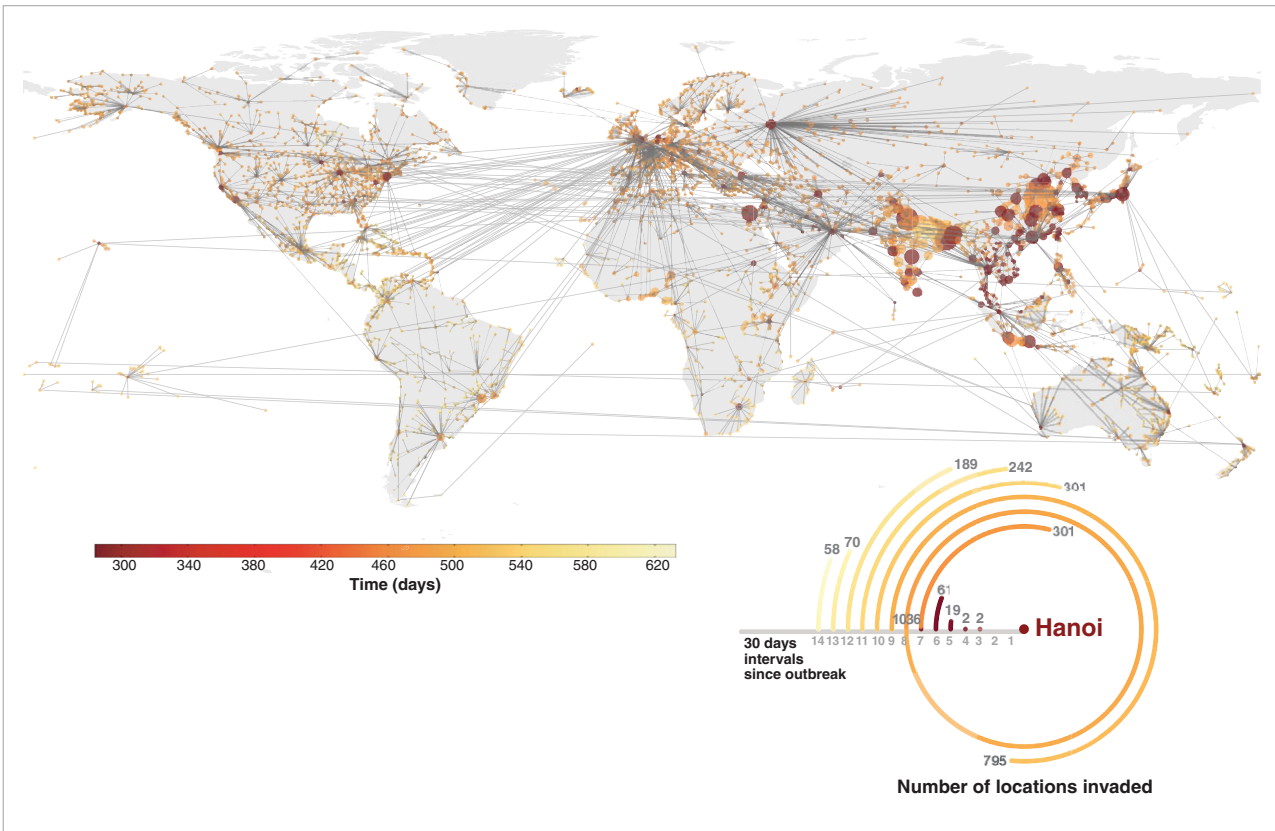 189
242
301
301
58
70
61
19
2
2
1036
Hanoi
14 13 12 11 10 9 8 7 6 5 4 3 2 1
30 days
intervals
since outbreak
300 340 380 420 460 500 540 580 620
Time (days)
795
Number of locations invaded